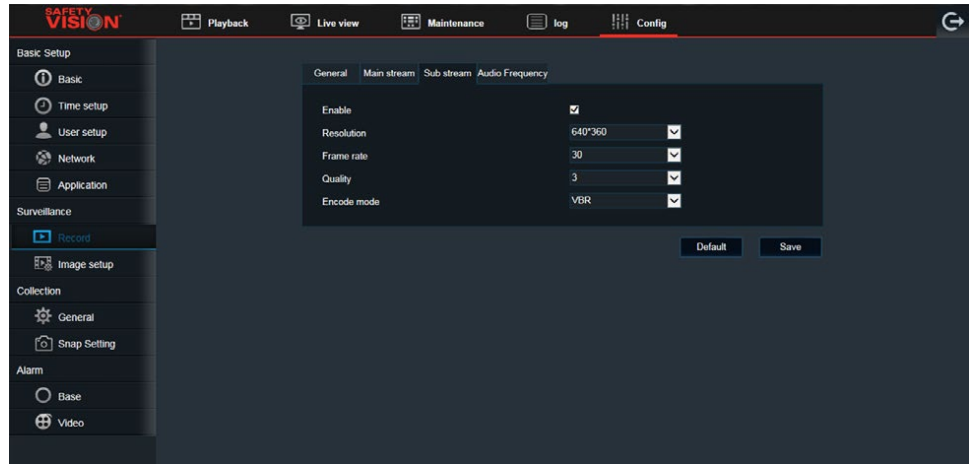 SAFETY
VISION
Playback
Live view
Maintenance
log
Config
Basic Setup
Basic
Time setup
User setup
Network
Application
Surveillance
Record
Image setup
Collection
General
Snap Setting
Alarm
Base
Video
General Main stream Sub stream Audio Frequency
Enable
Resolution 640*360
Frame rate 30
Quality 3
Encode mode VBR
Default Save